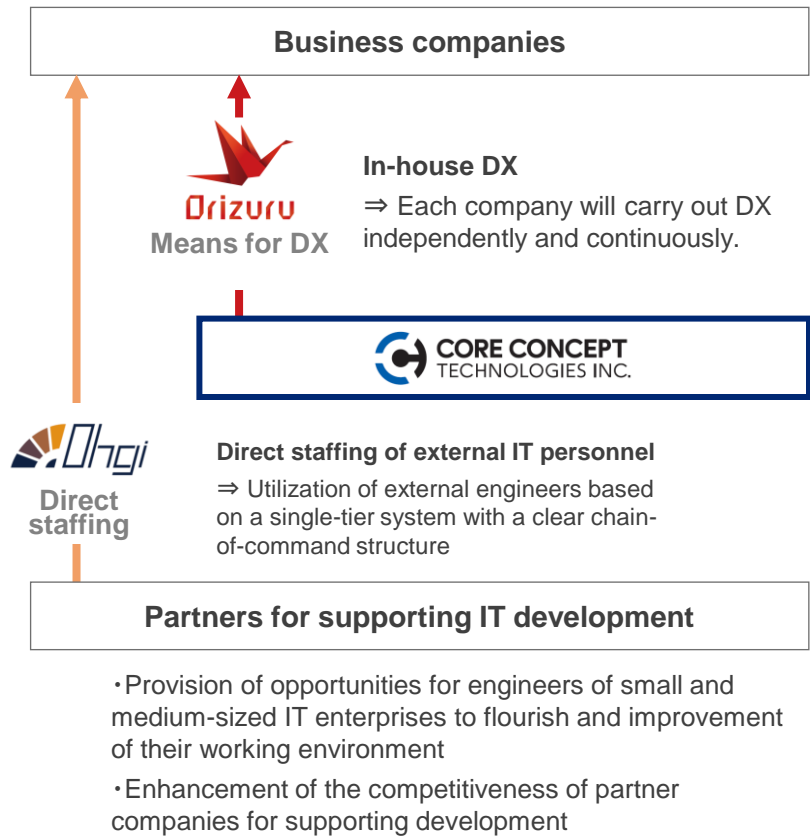 Business companies
Orizuru
Means for DX
In-house DX
⇒ Each company will carry out DX
independently and continuously.
CORE CONCEPT
TECHNOLOGIES INC.
Ohgi
Direct
staffing
Direct staffing of external IT personnel
⇒ Utilization of external engineers based
on a single-tier system with a clear chain-
of-command structure
Partners for supporting IT development
・Provision of opportunities for engineers of small and
medium-sized IT enterprises to flourish and improvement
of their working environment
・Enhancement of the competitiveness of partner
companies for supporting development